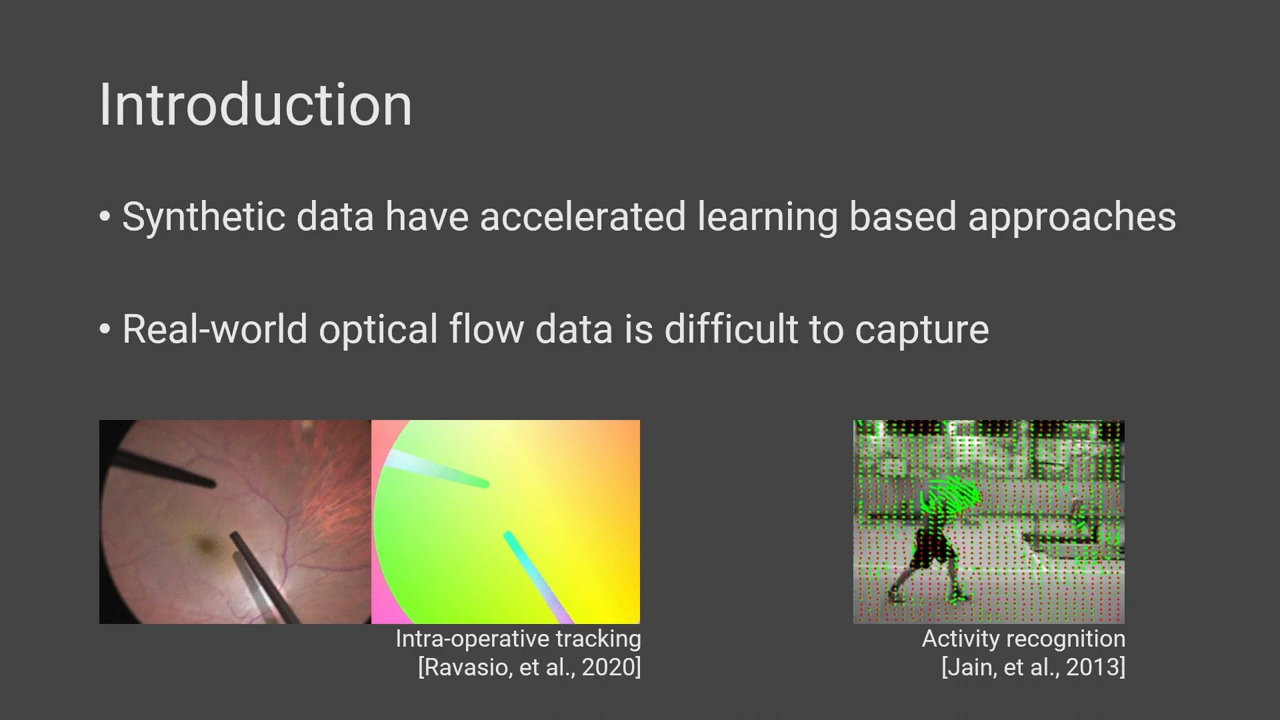 Introduction
• Synthetic data have accelerated learning based approaches
• Real-world optical flow data is difficult to capture
Intra-operative tracking
[Ravasio, et al., 2020]
Activity recognition
[Jain, et al., 2013]